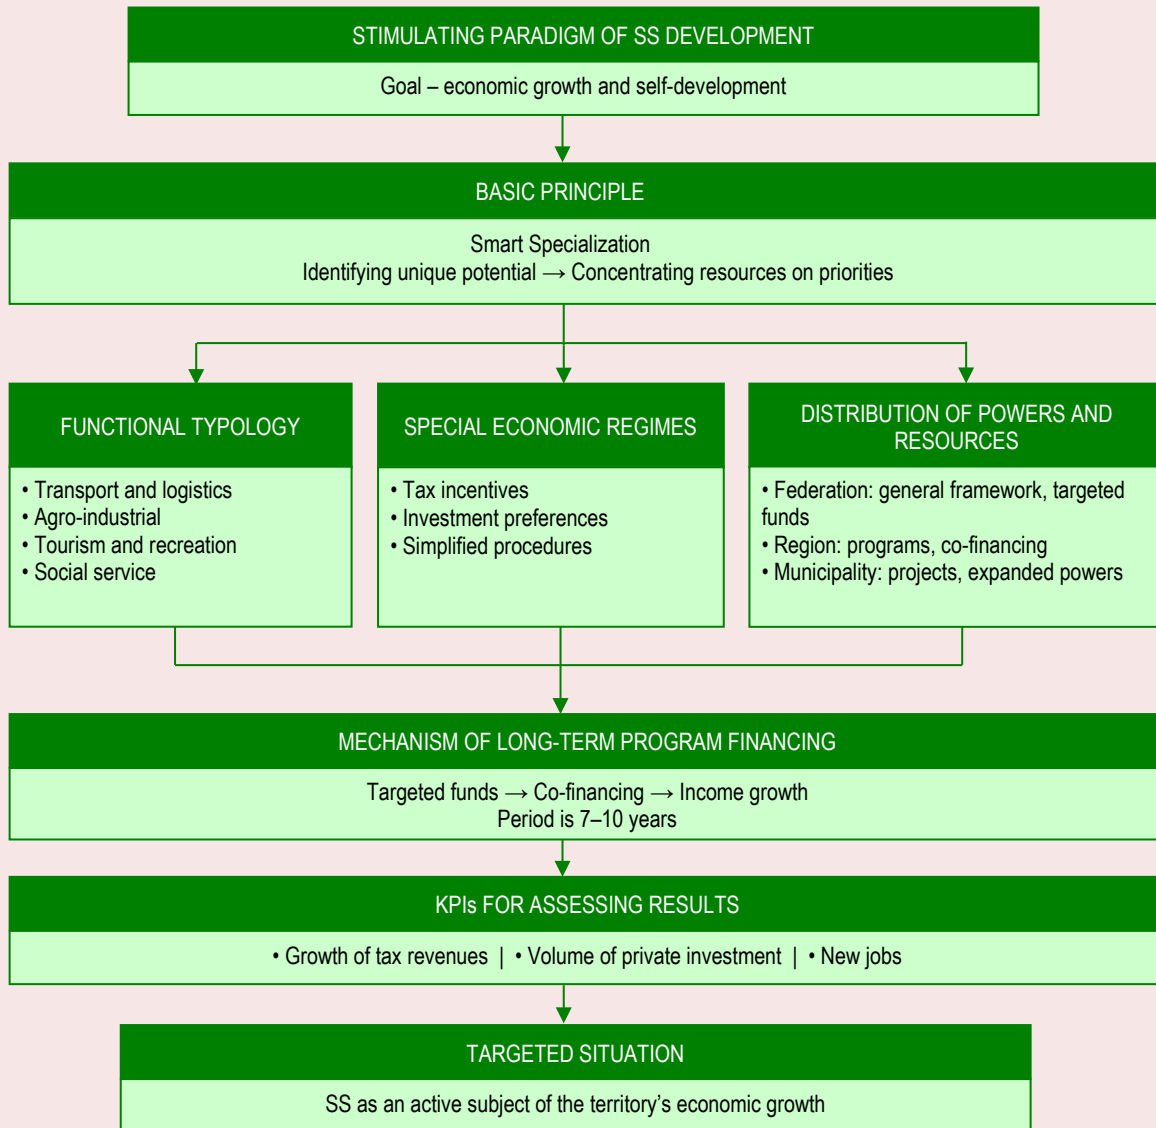 STIMULATING PARADIGM OF SS DEVELOPMENT
Goal – economic growth and self-development
BASIC PRINCIPLE
Smart Specialization
Identifying unique potential → Concentrating resources on priorities
FUNCTIONAL TYPOLOGY
• Transport and logistics
• Agro-industrial
• Tourism and recreation
• Social service
SPECIAL ECONOMIC REGIMES
• Tax incentives
• Investment preferences
• Simplified procedures
DISTRIBUTION OF POWERS AND
RESOURCES
• Federation: general framework, targeted
funds
• Region: programs, co-financing
• Municipality: projects, expanded powers
MECHANISM OF LONG-TERM PROGRAM FINANCING
Targeted funds → Co-financing → Income growth
Period is 7–10 years
KPIs FOR ASSESSING RESULTS
• Growth of tax revenues | • Volume of private investment | • New jobs
TARGETED SITUATION
SS as an active subject of the territory’s economic growth